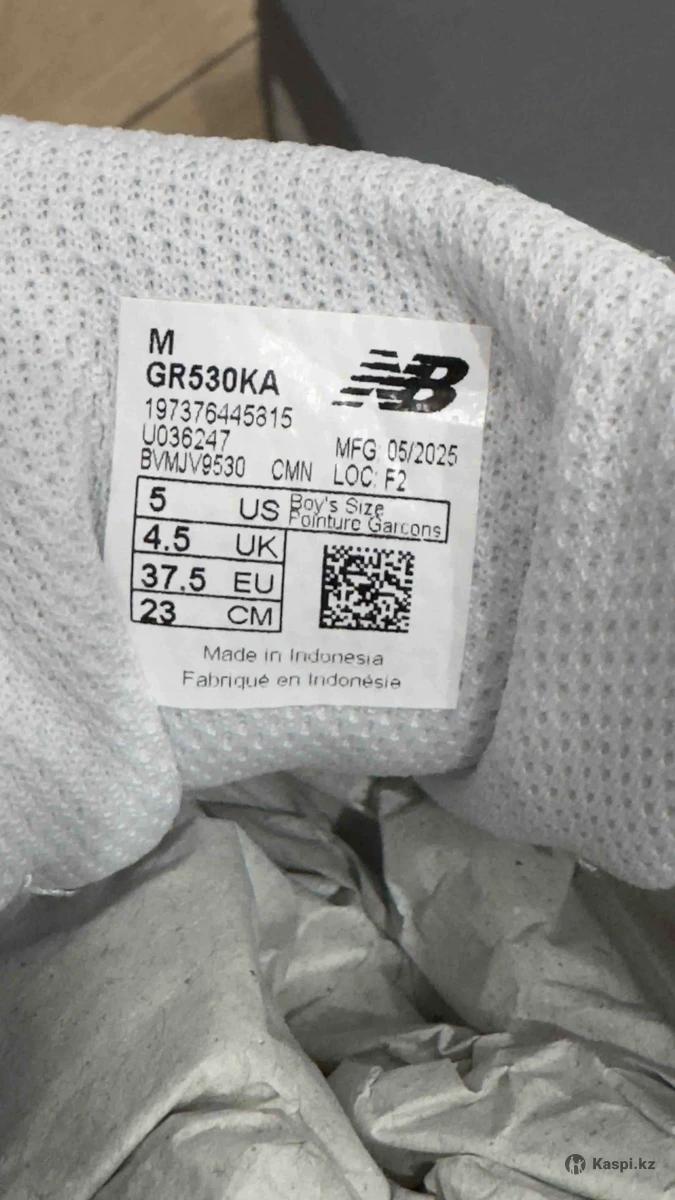 M
GR530KA
197376445815
U036247
BVMJV9530 CMN
NB
MFG: 05/2025
LOC: F2
5 US Boy's Size
Pointure Garcons
4.5 UK
37.5 EU
23 CM
Made in Indonesia
Fabriqué en Indonésie
Kaspi.kz